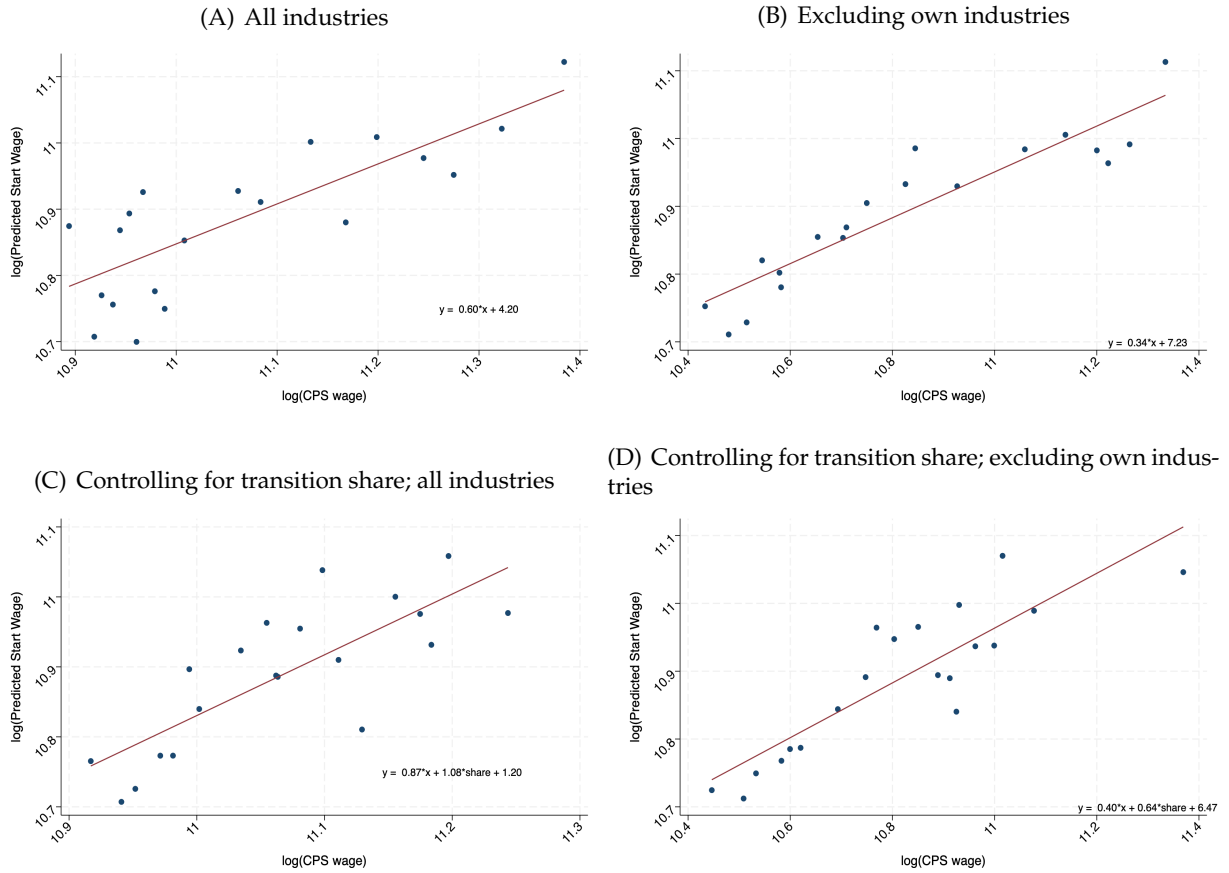 (A) All industries
log(Predicted Start Wage)
11.1
11
10.9
10.8
10.7
y = 0.60*x + 4.20
10.9
11
11.1
11.2
11.3
11.4
log(CPS wage)
(B) Excluding own industries
log(Predicted Start Wage)
11.1
11
10.9
10.8
10.7
y = 0.34*x + 7.23
10.4
10.6
10.8
11
11.2
11.4
log(CPS wage)
(C) Controlling for transition share; all industries
log(Predicted Start Wage)
11.1
11
10.9
10.8
10.7
y = 0.87*x + 1.08*share + 1.20
10.9
11
11.1
11.2
11.3
log(CPS wage)
(D) Controlling for transition share; excluding own indus-
tries
log(Predicted Start Wage)
11.1
11
10.9
10.8
10.7
y = 0.40*x + 0.64*share + 6.47
10.4
10.6
10.8
11
11.2
11.4
log(CPS wage)